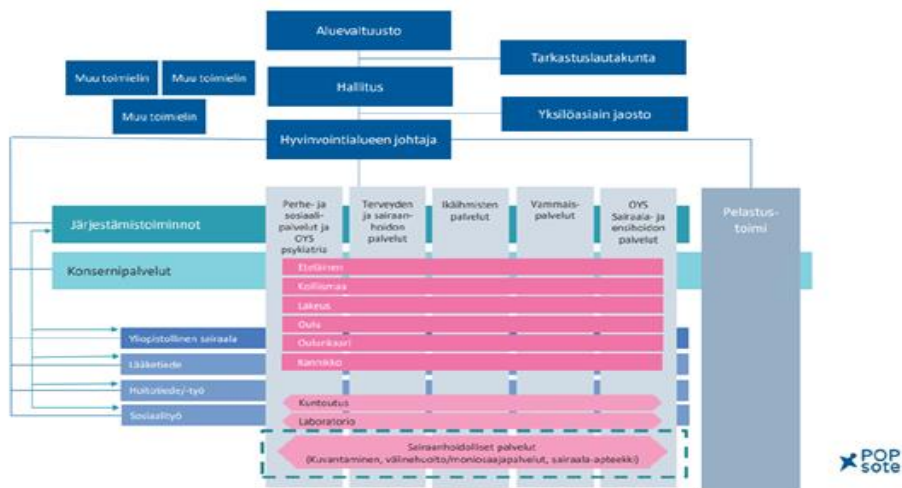 Aluevaltuusto
Tarkastuslautakunta
Muu toimielin
Muu toimielin
Hallitus
Muu toimielin
Yksilöasiain jaosto
Hyvinvointialueen johtaja
Perhe- ja
sosiaali-
palvelut ja
OYS
psykiatria
Terveyden
ja sairaan-
hoidon
palvelut
Ikäihmisten
palvelut
Vammais-
palvelut
OYS
Sairaala- ja
ensihoidon
palvelut
Pelastus-
toimi
Järjestämistoiminnot
Konsernipalvelut
Eteläinen
Koillismaa
Lakeus
Oulu
Oulunkaari
Rannikko
Yliopistollinen sairaala
Lääketiede
Hoitotiede/-työ
Sosiaalityö
Kuntoutus
Laboratorio
Sairaanhoidolliset palvelut
(Kuvantaminen, välinehuolto/moniosaajapalvelut, sairaala-apteekki)
POP
sote